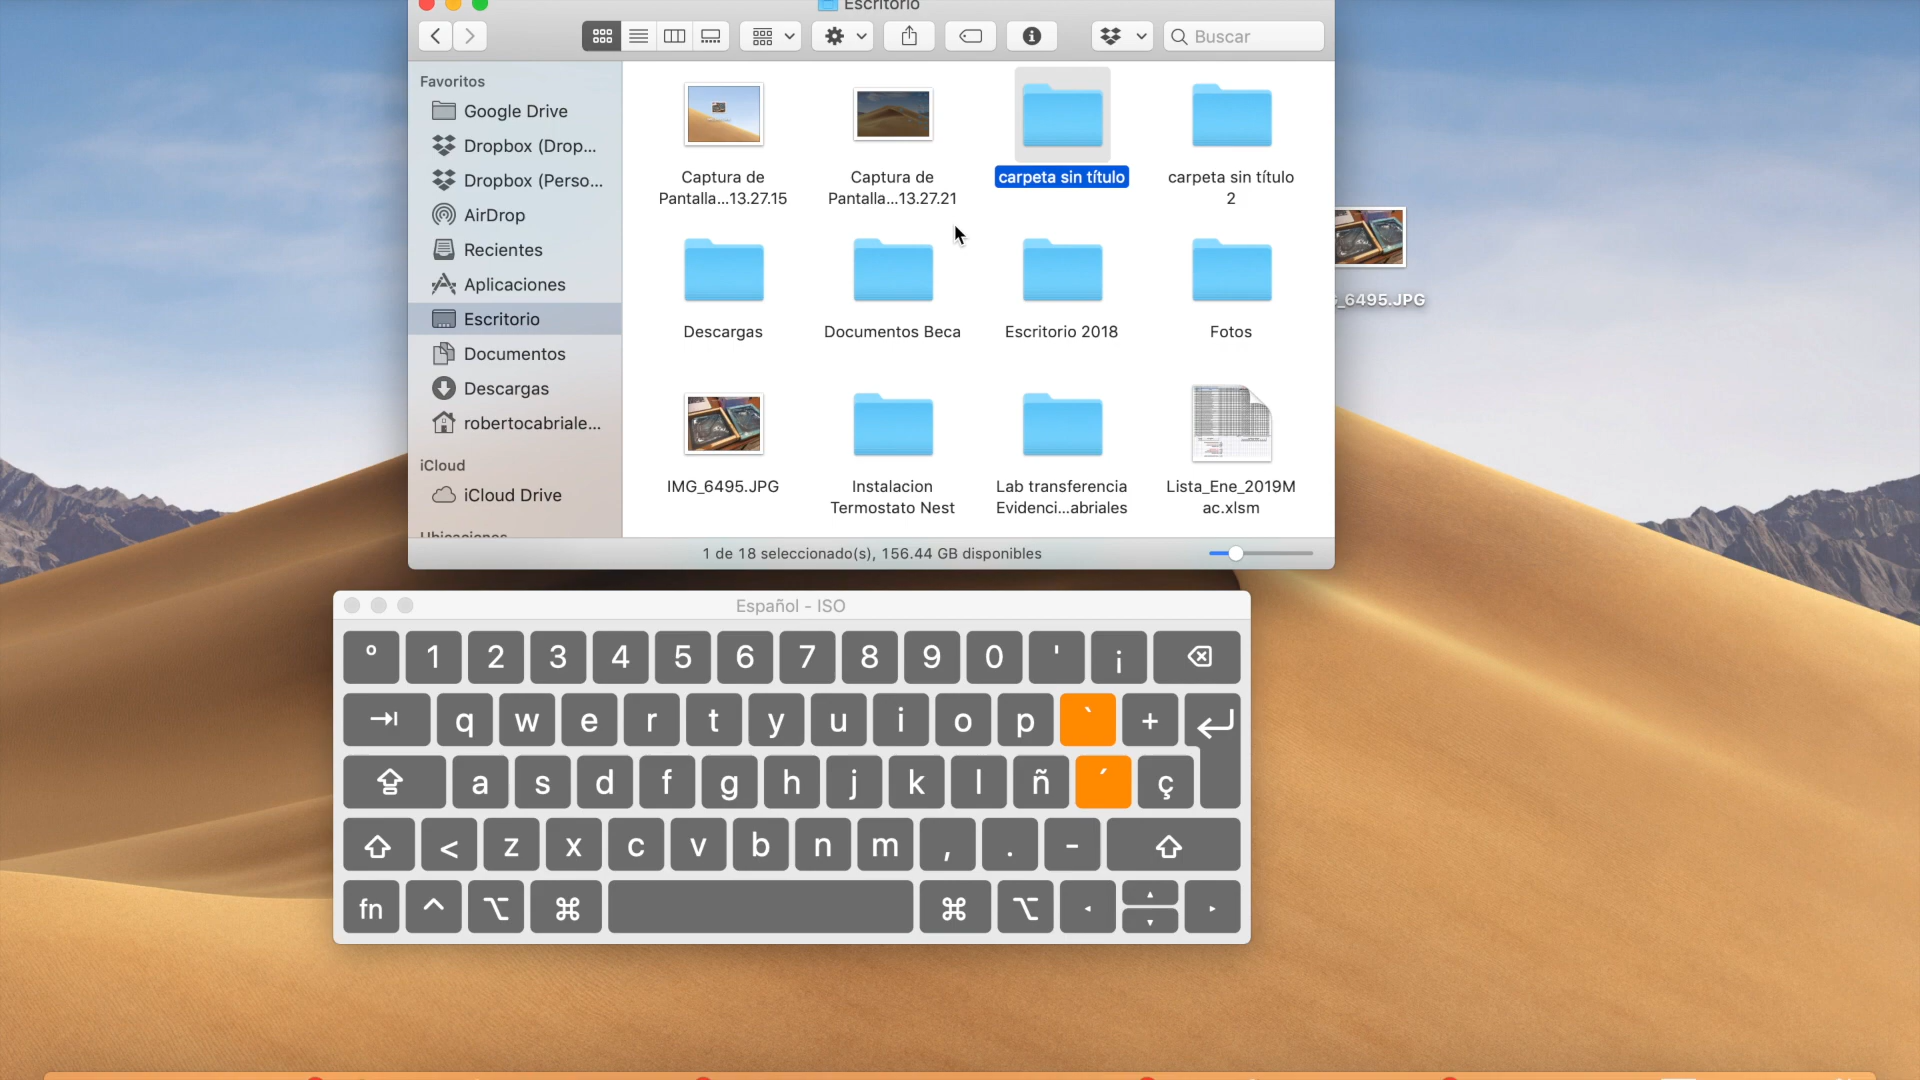 Escritorio
Buscar
Favoritos
Google Drive
Dropbox (Drop...
Dropbox (Perso...
AirDrop
Recientes
Aplicaciones
Escritorio
Documentos
Descargas
robertocabriale...
iCloud
iCloud Drive
Ubicaciones
Captura de
Pantalla...13.27.15
Captura de
Pantalla...13.27.21
carpeta sin título
carpeta sin título
2
Descargas
Documentos Beca
Escritorio 2018
Fotos
IMG_6495.JPG
Instalacion
Termostato Nest
Lab transferencia
Evidenci...abriales
Lista_Ene_2019M
ac.xlsm
1 de 18 seleccionado(s), 156.44 GB disponibles
_6495.JPG
Español - ISO
º 1 2 3 4 5 6 7 8 9 0 ' ¡
q w e r t y u i o p ` +
a s d f g h j k l ñ ´ ç
< z x c v b n m , . -
fn ^ ⌥ ⌘ ⌘ ⌥